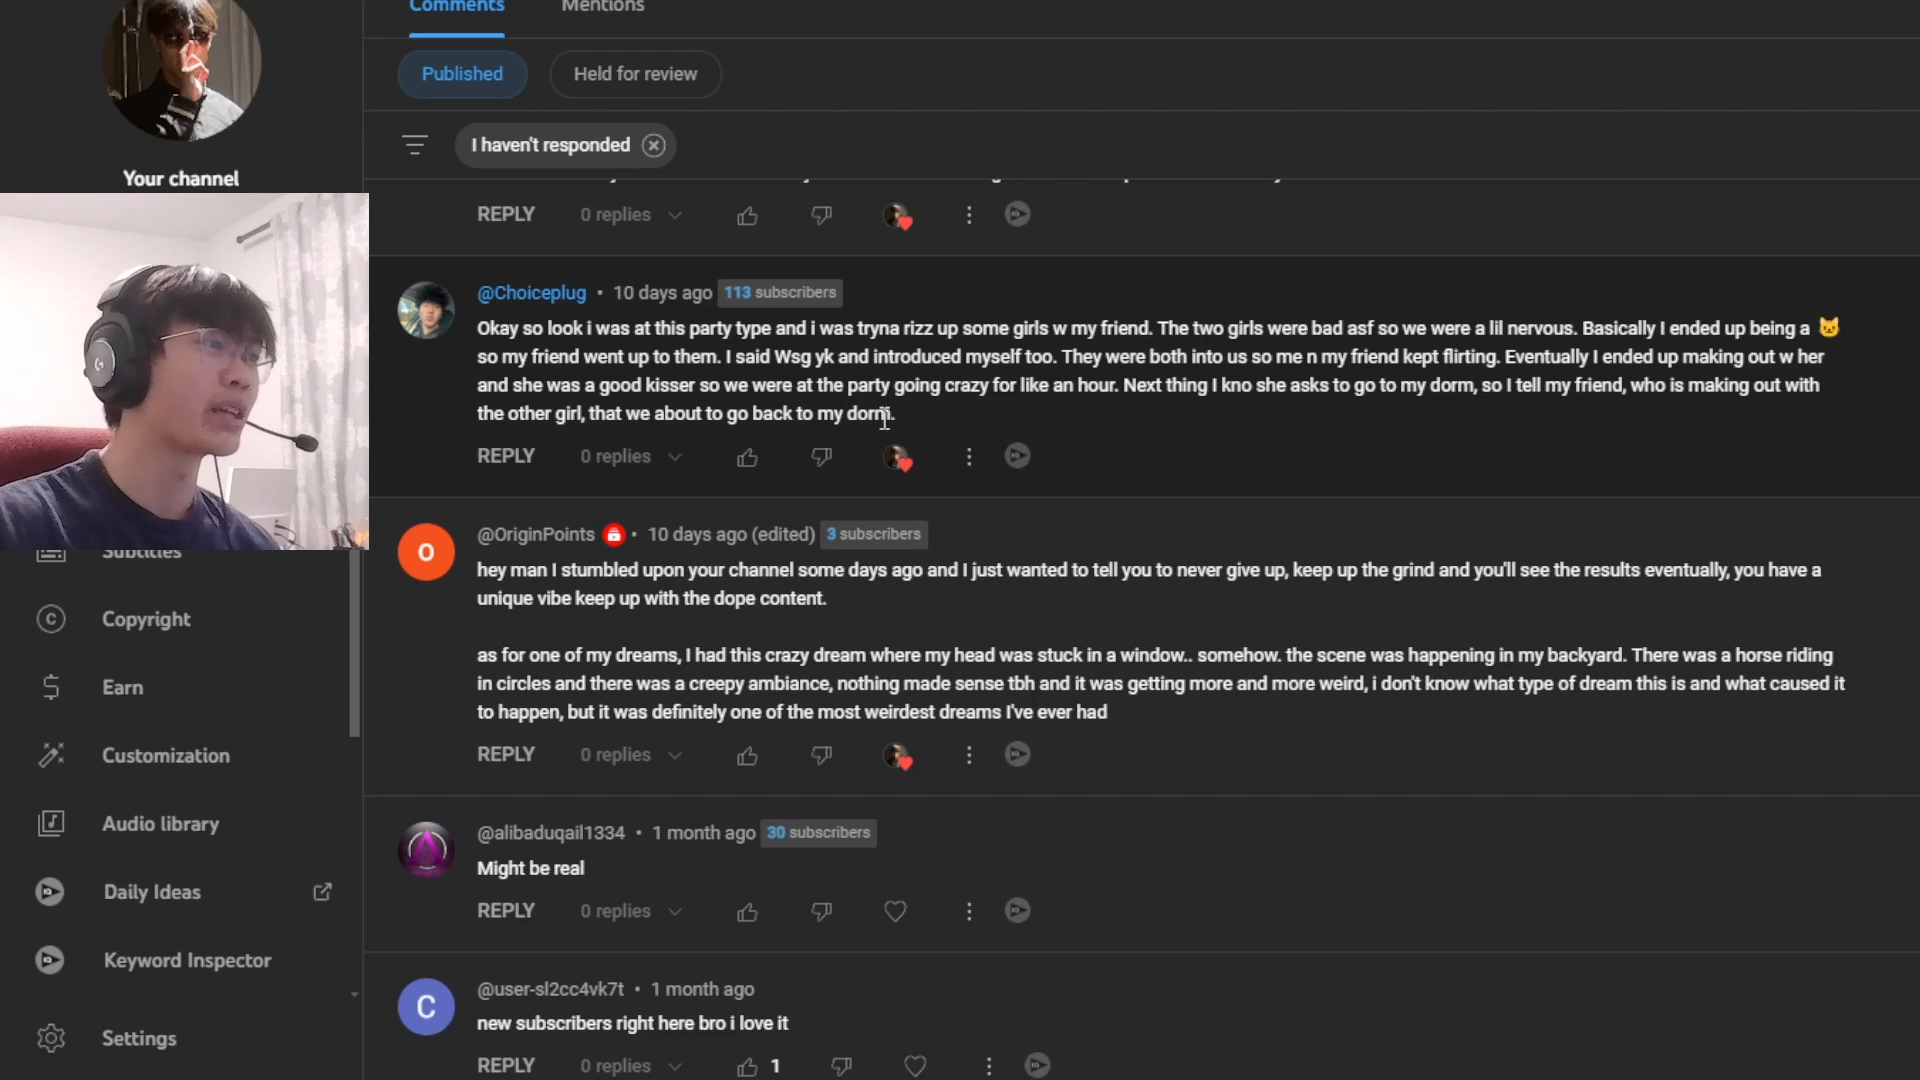 Comments
Mentions
Published
Held for review
I haven't responded
Your channel
REPLY
0 replies
@Choiceplug • 10 days ago 113 subscribers
Okay so look i was at this party type and i was tryna rizz up some girls w my friend. The two girls were bad asf so we were a lil nervous. Basically I ended up being a 🐱
so my friend went up to them. I said Wsg yk and introduced myself too. They were both into us so me n my friend kept flirting. Eventually I ended up making out w her
and she was a good kisser so we were at the party going crazy for like an hour. Next thing I kno she asks to go to my dorm, so I tell my friend, who is making out with
the other girl, that we about to go back to my dorm.
REPLY
0 replies
@OriginPoints • 10 days ago (edited) 3 subscribers
O
hey man I stumbled upon your channel some days ago and I just wanted to tell you to never give up, keep up the grind and you'll see the results eventually, you have a
unique vibe keep up with the dope content.
as for one of my dreams, I had this crazy dream where my head was stuck in a window.. somehow. the scene was happening in my backyard. There was a horse riding
in circles and there was a creepy ambiance, nothing made sense tbh and it was getting more and more weird, i don't know what type of dream this is and what caused it
to happen, but it was definitely one of the most weirdest dreams I've ever had
REPLY
0 replies
@alibaduqail1334 • 1 month ago 30 subscribers
Might be real
REPLY
0 replies
@user-sl2cc4vk7t • 1 month ago
C
new subscribers right here bro i love it
REPLY
0 replies
1
Subtitles
Copyright
Earn
Customization
Audio library
Daily Ideas
Keyword Inspector
Settings